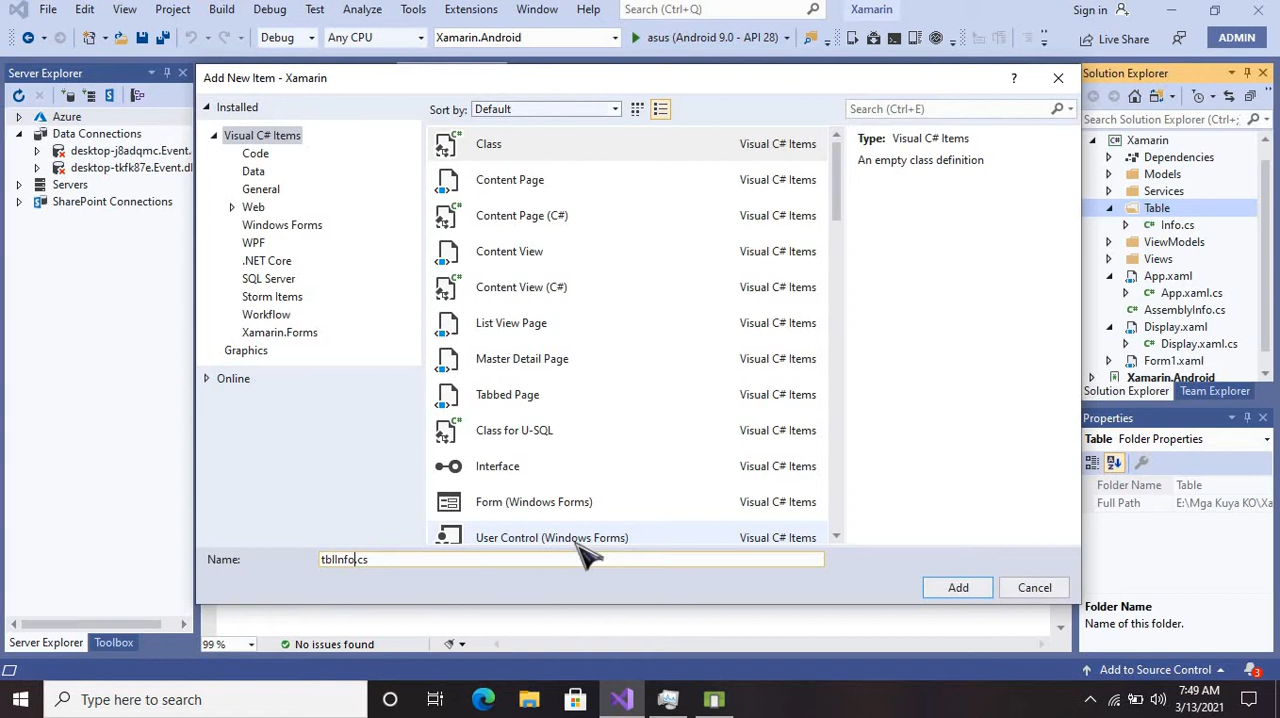 File Edit View Project Build Debug Test Analyze Tools Extensions Window Help Search (Ctrl+Q) Xamarin Sign in
Debug Any CPU Xamarin.Android asus (Android 9.0 - API 28) Live Share ADMIN
Server Explorer
Azure
Data Connections
desktop-j8adqmc.Event.
desktop-tkfk87e.Event.dl
Servers
SharePoint Connections
Server Explorer Toolbox
Add New Item - Xamarin ?
Installed
Visual C# Items
Code
Data
General
Web
Windows Forms
WPF
.NET Core
SQL Server
Storm Items
Workflow
Xamarin.Forms
Graphics
Online
Sort by: Default
Search (Ctrl+E)
Class Visual C# Items
Content Page Visual C# Items
Content Page (C#) Visual C# Items
Content View Visual C# Items
Content View (C#) Visual C# Items
List View Page Visual C# Items
Master Detail Page Visual C# Items
Tabbed Page Visual C# Items
Class for U-SQL Visual C# Items
Interface Visual C# Items
Form (Windows Forms) Visual C# Items
User Control (Windows Forms) Visual C# Items
Type: Visual C# Items
An empty class definition
Name: tblInfo.cs
Add Cancel
99 % No issues found
Solution Explorer
Search Solution Explorer (Ctrl+;)
Xamarin
Dependencies
Models
Services
Table
Info.cs
ViewModels
Views
App.xaml
App.xaml.cs
AssemblyInfo.cs
Display.xaml
Display.xaml.cs
Form1.xaml
Xamarin.Android
Solution Explorer Team Explorer
Properties
Table Folder Properties
Folder Name Table
Full Path E:\Mga Kuya KO\Xa
Folder Name
Name of this folder.
Add to Source Control 3
Type here to search
7:49 AM
3/13/2021